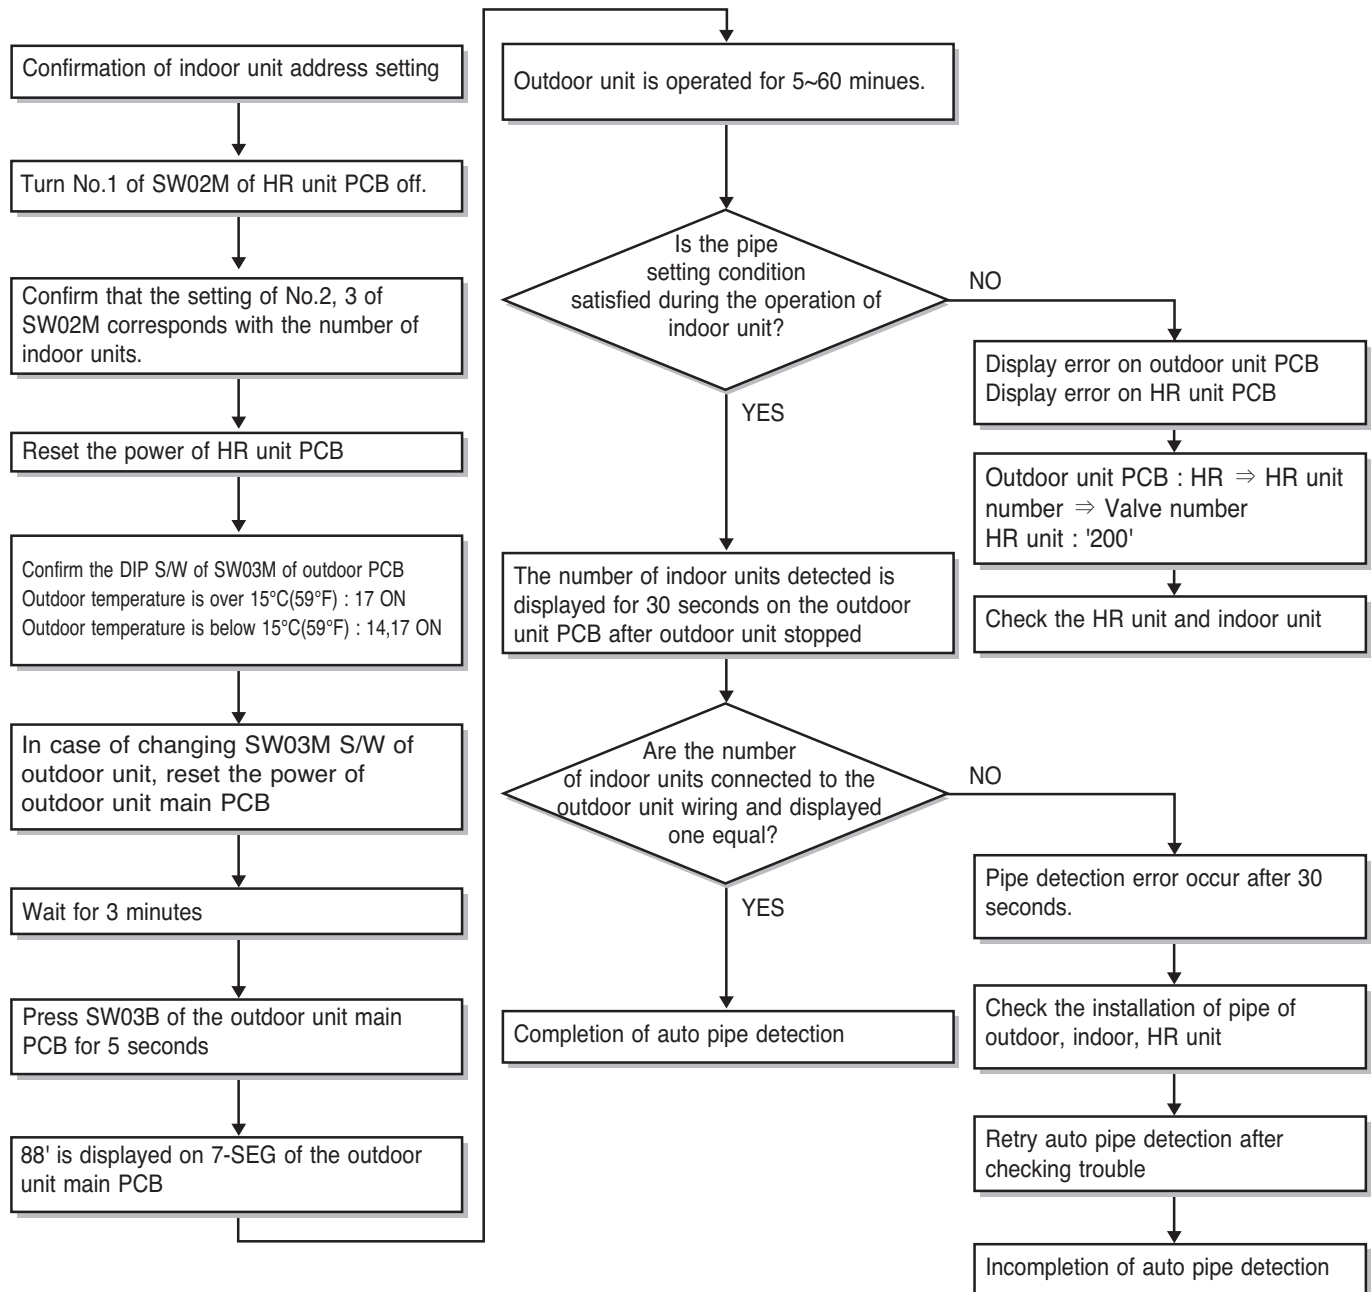 Confirmation of indoor unit address setting
Turn No.1 of SW02M of HR unit PCB off.
Confirm that the setting of No.2, 3 of
SW02M corresponds with the number of
indoor units.
Reset the power of HR unit PCB
Confirm the DIP S/W of SW03M of outdoor PCB
Outdoor temperature is over 15°C(59°F) : 17 ON
Outdoor temperature is below 15°C(59°F) : 14,17 ON
In case of changing SW03M S/W of
outdoor unit, reset the power of
outdoor unit main PCB
Wait for 3 minutes
Press SW03B of the outdoor unit main
PCB for 5 seconds
88' is displayed on 7-SEG of the outdoor
unit main PCB
Outdoor unit is operated for 5~60 minues.
Is the pipe
setting condition
satisfied during the operation of
indoor unit?
NO
YES
Display error on outdoor unit PCB
Display error on HR unit PCB
Outdoor unit PCB : HR ⇒ HR unit
number ⇒ Valve number
HR unit : '200'
Check the HR unit and indoor unit
The number of indoor units detected is
displayed for 30 seconds on the outdoor
unit PCB after outdoor unit stopped
Are the number
of indoor units connected to the
outdoor unit wiring and displayed
one equal?
NO
YES
Completion of auto pipe detection
Pipe detection error occur after 30
seconds.
Check the installation of pipe of
outdoor, indoor, HR unit
Retry auto pipe detection after
checking trouble
Incompletion of auto pipe detection